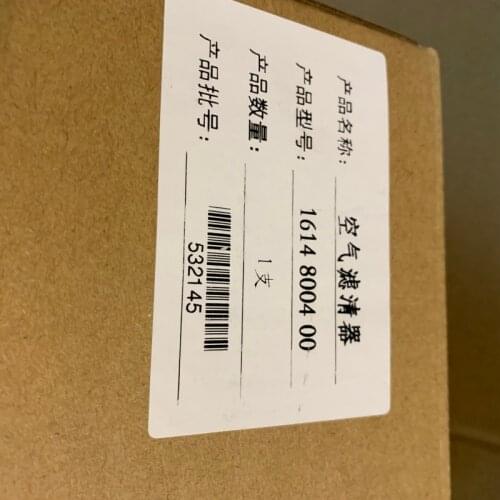 产品名称: 空气滤清器
产品型号: 1614 8004 00
产品数量: 1支
产品批号: 532145